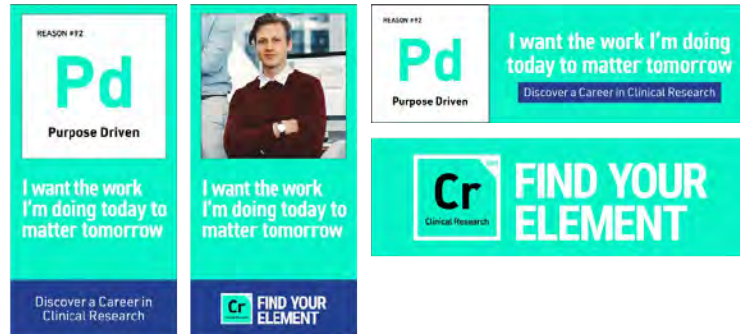 REASON #92
Pd
Purpose Driven
I want the work
I'm doing today to
matter tomorrow
Discover a Career in
Clinical Research
I want the work
I'm doing today to
matter tomorrow
Cr
FIND YOUR
ELEMENT
REASON #92
Pd
Purpose Driven
I want the work I'm doing
today to matter tomorrow
Discover a Career in Clinical Research
Cr
Clinical Research
FIND YOUR
ELEMENT